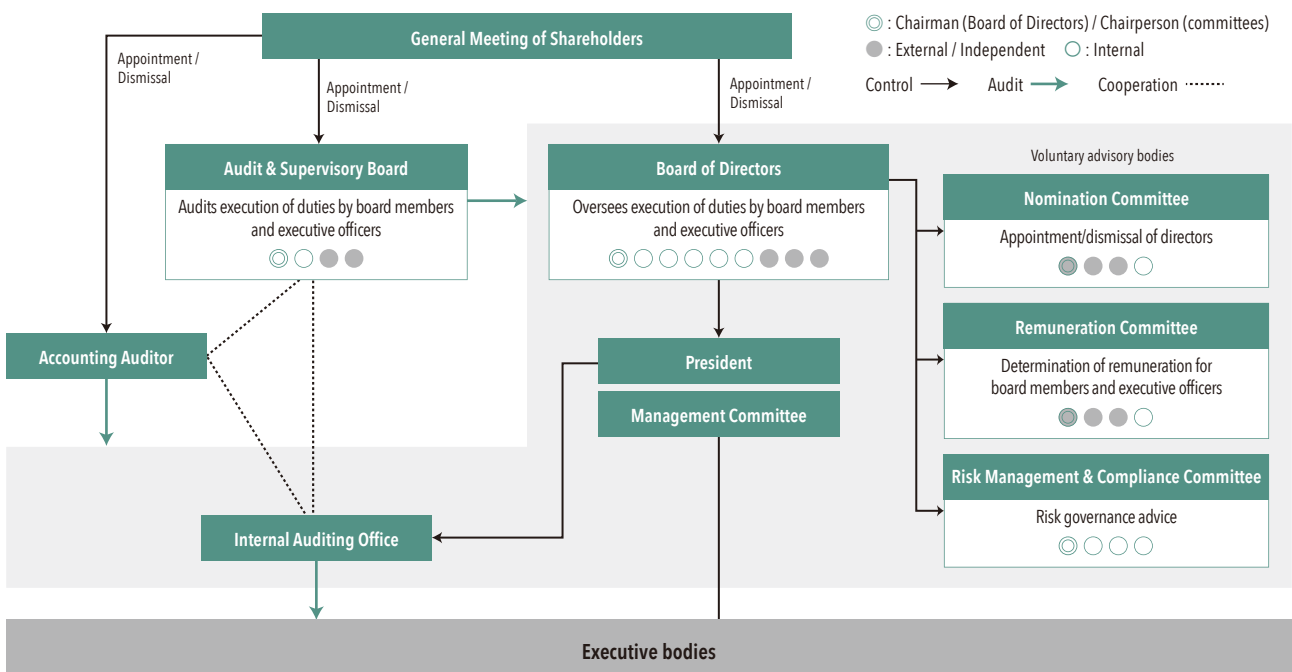 General Meeting of Shareholders
: Chairman (Board of Directors) / Chairperson (committees)
: External / Independent : Internal
Control Audit Cooperation
Appointment /
Dismissal
Appointment /
Dismissal
Appointment /
Dismissal
Audit & Supervisory Board
Audits execution of duties by board members
and executive officers
Board of Directors
Oversees execution of duties by board members
and executive officers
Voluntary advisory bodies
Nomination Committee
Appointment/dismissal of directors
Remuneration Committee
Determination of remuneration for
board members and executive officers
Risk Management & Compliance Committee
Risk governance advice
Accounting Auditor
President
Management Committee
Internal Auditing Office
Executive bodies